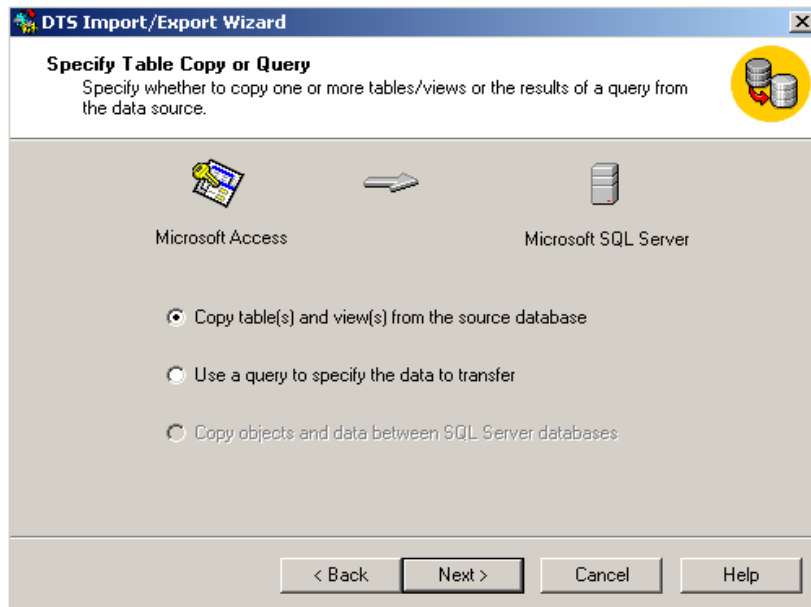 DTS Import/Export Wizard
Specify Table Copy or Query
Specify whether to copy one or more tables/views or the results of a query from
the data source.
Microsoft Access
Microsoft SQL Server
Copy table(s) and view(s) from the source database
Use a query to specify the data to transfer
Copy objects and data between SQL Server databases
< Back
Next >
Cancel
Help